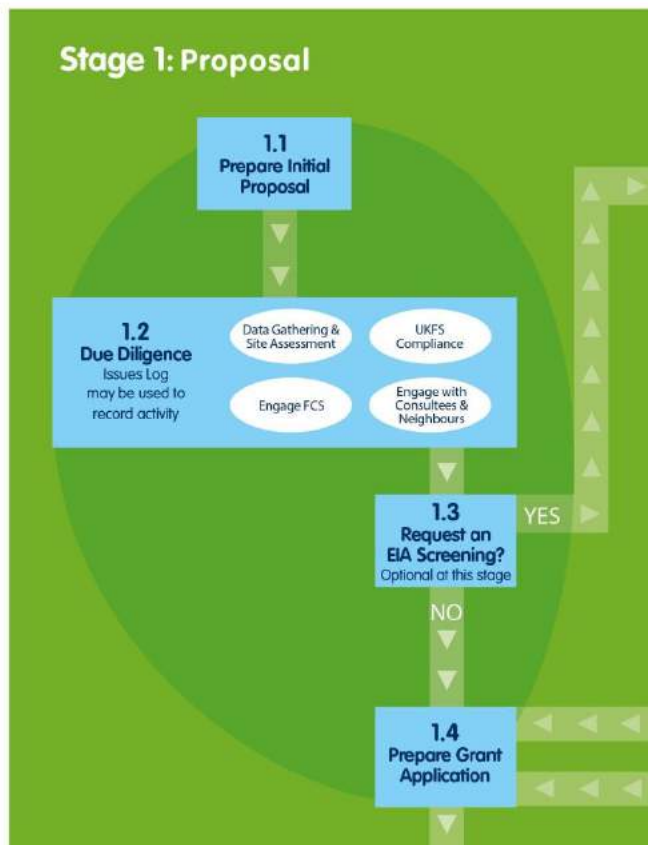 Stage 1: Proposal
1.1
Prepare Initial
Proposal
1.2
Due Diligence
Issues Log
may be used to
record activity
Data Gathering &
Site Assessment
UKFS
Compliance
Engage FCS
Engage with
Consultees &
Neighbours
1.3
Request an
EIA Screening?
Optional at this stage
YES
NO
1.4
Prepare Grant
Application